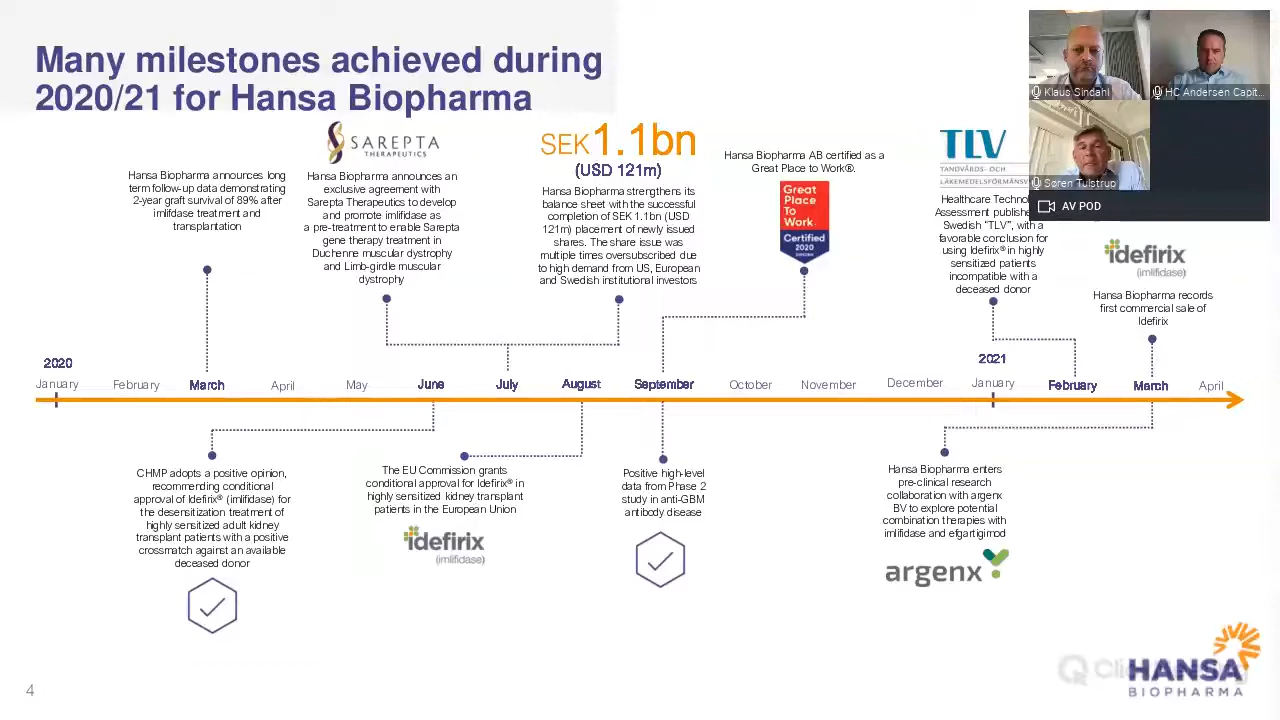 Many milestones achieved during
2020/21 for Hansa Biopharma
Klaus Sindahl
HC Andersen Capit...
Søren Tulstrup
AV POD
Hansa Biopharma announces long
term follow-up data demonstrating
2-year graft survival of 89% after
imlifdase treatment and
transplantation
SAREPTA
THERAPEUTICS
Hansa Biopharma announces an
exclusive agreement with
Sarepta Therapeutics to develop
and promote imlifidase as
a pre-treatment to enable Sarepta
gene therapy treatment in
Duchenne muscular dystrophy
and Limb-girdle muscular
dystrophy
SEK 1.1bn
(USD 121m)
Hansa Biopharma strengthens its
balance sheet with the successful
completion of SEK 1.1bn (USD
121m) placement of newly issued
shares. The share issue was
multiple times oversubscribed due
to high demand from US, European
and Swedish institutional investors
Hansa Biopharma AB certified as a
Great Place to Work®.
Great
Place
To
Work.
Certified
2020
SWEDEN
TLV
TANDVÅRDS- OCH
LÄKEMEDELSFÖRMÅNSV
Healthcare Technol
Assessment publishe
Swedish "TLV", with a
favorable conclusion for
using Idefirix® in highly
sensitized patients
incompatible with a
deceased donor
idefirix
(imlifidase)
Hansa Biopharma records
first commercial sale of
Idefirix
2020
2021
January
February
March
April
May
June
July
August
September
October
November
December
January
February
March
April
CHMP adopts a positive opinion,
recommending conditional
approval of Idefirix® (imlifidase) for
the desensitization treatment of
highly sensitized adult kidney
transplant patients with a positive
crossmatch against an available
deceased donor
The EU Commission grants
conditional approval for Idefirix® in
highly sensitized kidney transplant
patients in the European Union
idefirix
(imlifidase)
Positive high-level
data from Phase 2
study in anti-GBM
antibody disease
Hansa Biopharma enters
pre-clinical research
collaboration with argenx
BV to explore potential
combination therapies with
imlifidase and efgartigimod
argenx
HANSA
BIOPHARMA
4